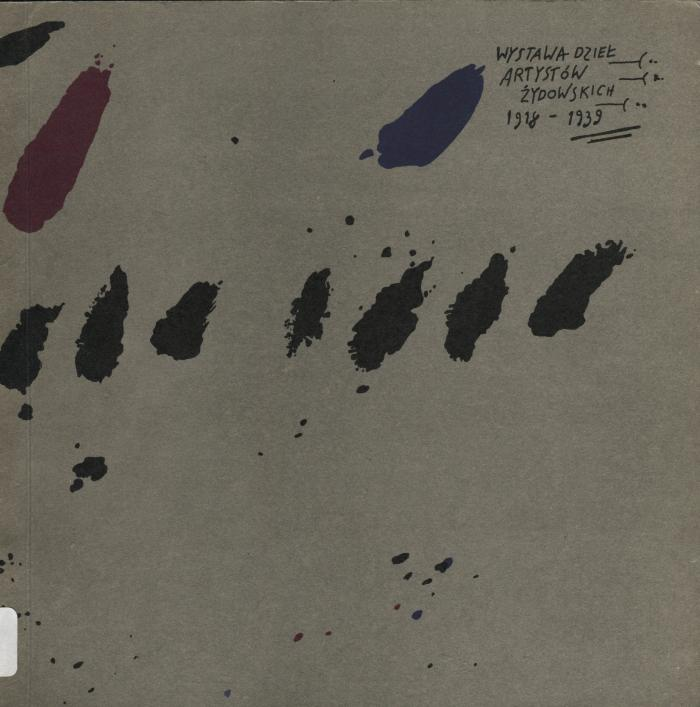 WYSTAWA DZIEŁ
ARTYSTÓW
ŻYDOWSKICH
1918 - 1939